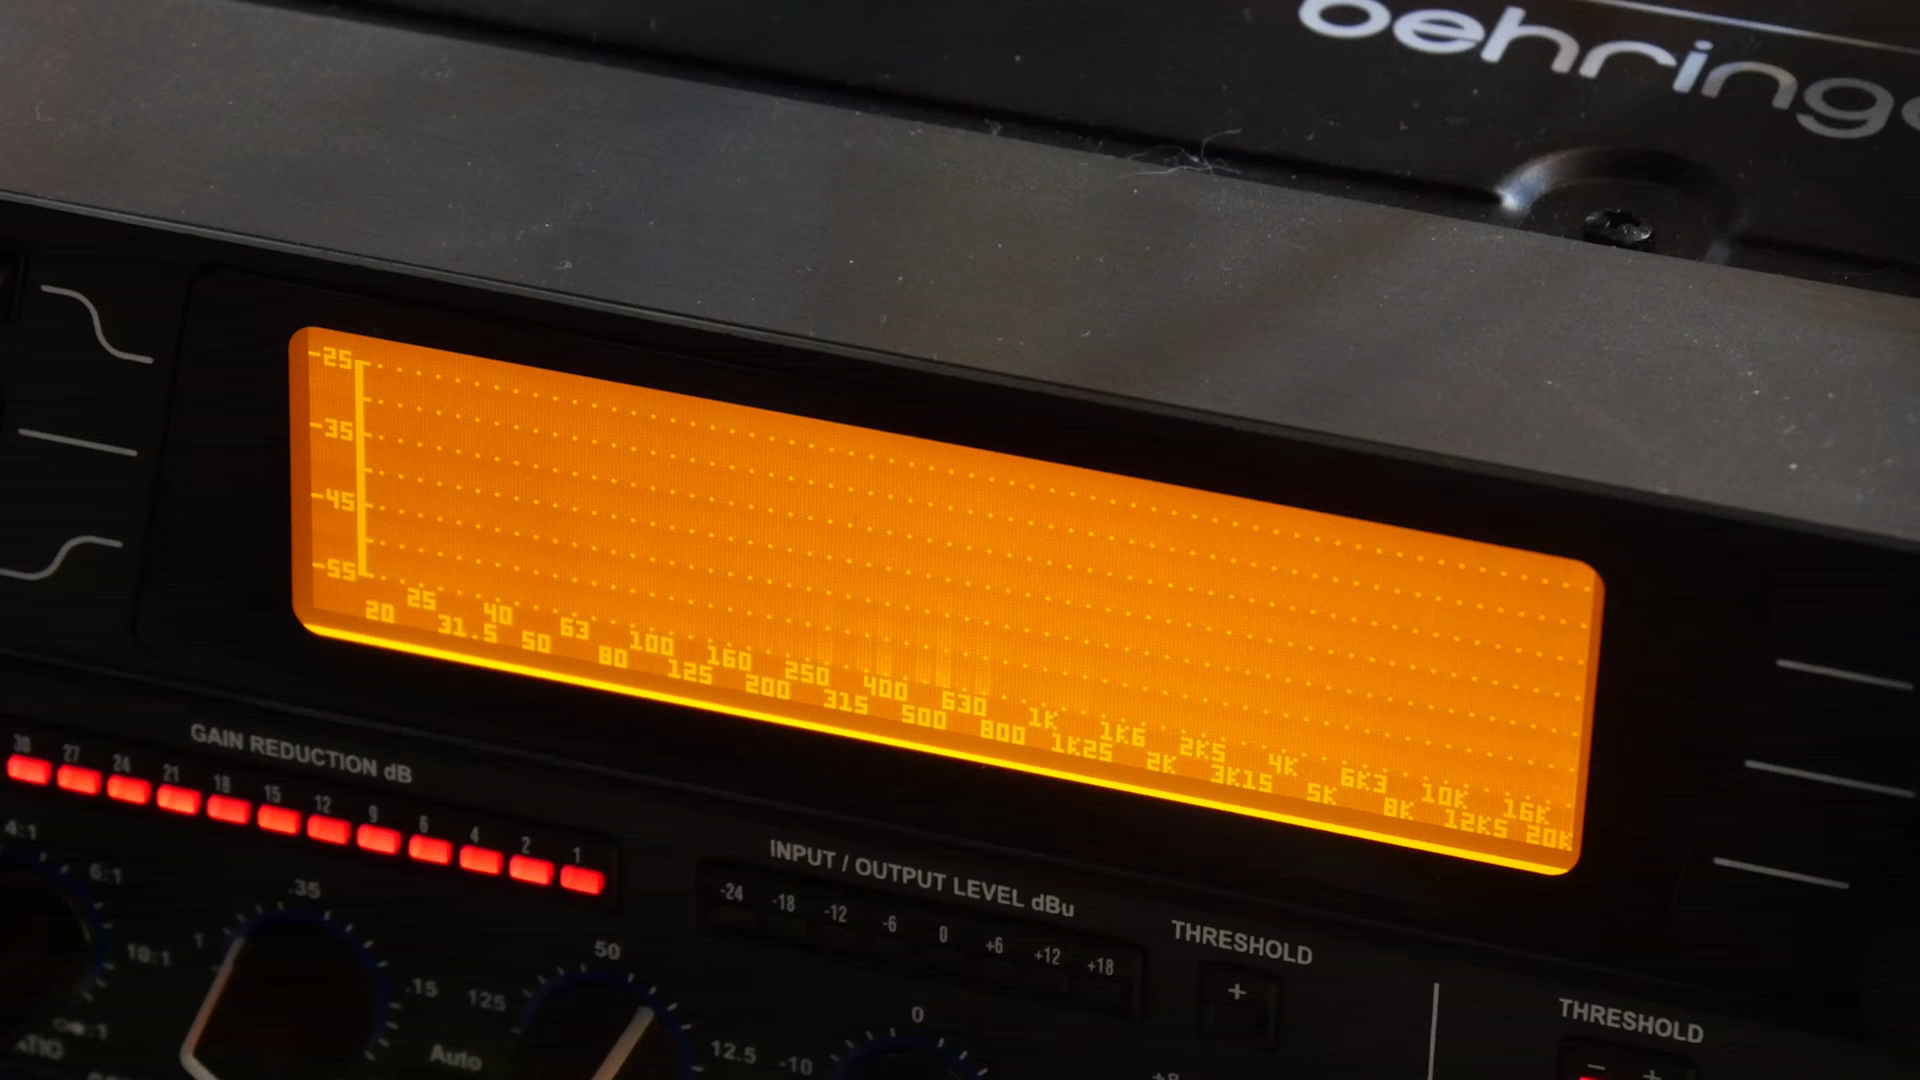 behringe
-25
-35
-45
-55
25 40 63 100 160 250 400 630 1K 1K6 2K5 4K 6K3 10K 16K
20 31.5 50 80 125 200 315 500 800 1K25 2K 3K15 5K 8K 12K5 20K
GAIN REDUCTION dB
30 27 24 21 18 15 12 9 6 4 2 1
INPUT / OUTPUT LEVEL dBu
-24 -18 -12 -6 0 +6 +12 +18
THRESHOLD
+
THRESHOLD
- +
4:1
6:1
10:1
.35
1
.15
50
125
12.5
Auto
0
-10